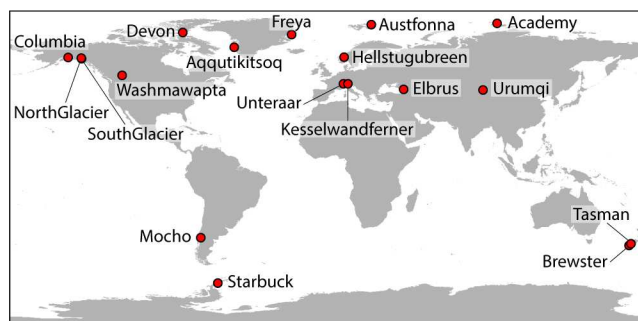 Freya
Austfonna
Academy
Devon
Columbia
Aqqutikitsoq
Hellstugubreen
Washmawapta
Unteraar
Elbrus
Urumqi
NorthGlacier
SouthGlacier
Kesselwandferner
Tasman
Mocho
Brewster
Starbuck